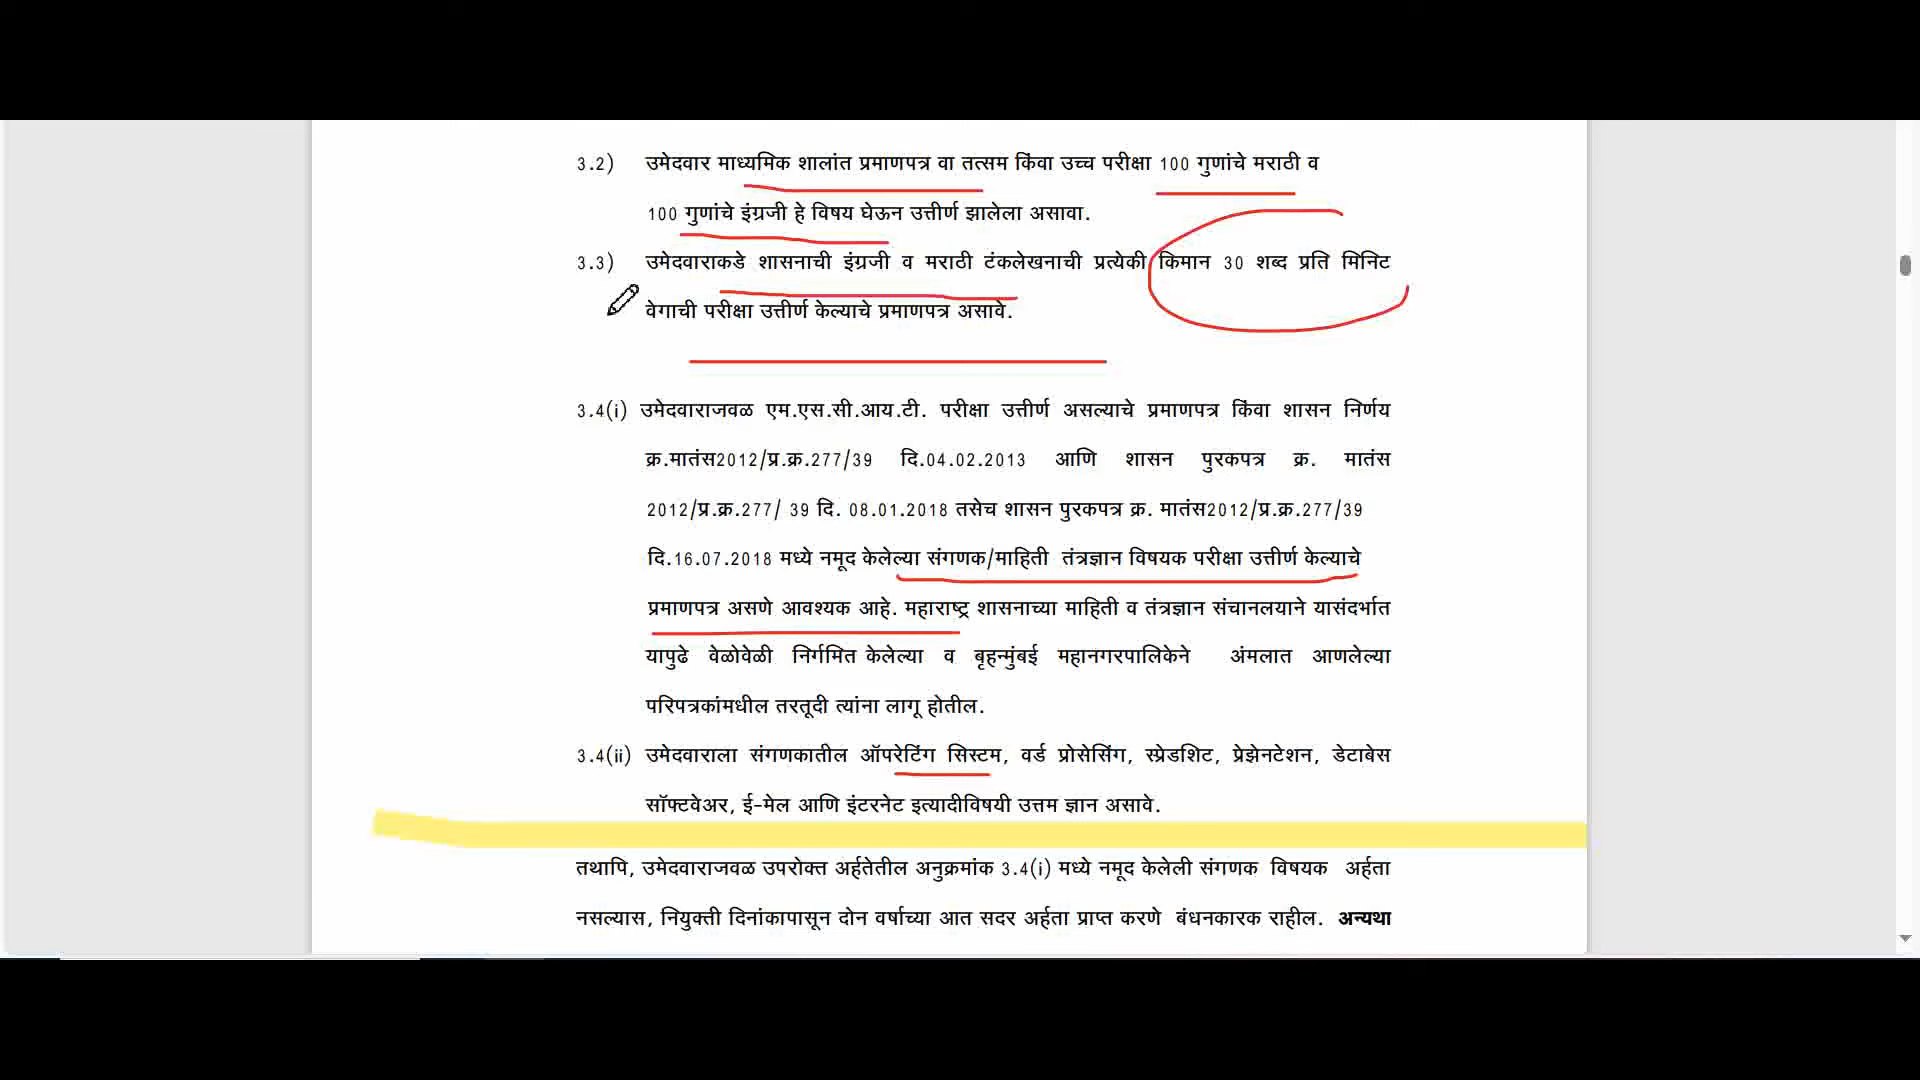 3.2) उमेदवार माध्यमिक शालांत प्रमाणपत्र वा तत्सम किंवा उच्च परीक्षा 100 गुणांचे मराठी व
100 गुणांचे इंग्रजी हे विषय घेऊन उत्तीर्ण झालेला असावा.
3.3) उमेदवाराकडे शासनाची इंग्रजी व मराठी टंकलेखनाची प्रत्येकी किमान 30 शब्द प्रति मिनिट
वेगाची परीक्षा उत्तीर्ण केल्याचे प्रमाणपत्र असावे.
3.4(i) उमेदवाराजवळ एम.एस.सी.आय.टी. परीक्षा उत्तीर्ण असल्याचे प्रमाणपत्र किंवा शासन निर्णय
क्र.मातंस2012/प्र.क्र.277/39 दि.04.02.2013 आणि शासन पुरकपत्र क्र. मातंस
2012/प्र.क्र.277/ 39 दि. 08.01.2018 तसेच शासन पुरकपत्र क्र. मातंस2012/प्र.क्र.277/39
दि.16.07.2018 मध्ये नमूद केलेल्या संगणक/माहिती तंत्रज्ञान विषयक परीक्षा उत्तीर्ण केल्याचे
प्रमाणपत्र असणे आवश्यक आहे. महाराष्ट्र शासनाच्या माहिती व तंत्रज्ञान संचानलयाने यासंदर्भात
यापुढे वेळोवेळी निर्गमित केलेल्या व बृहन्मुंबई महानगरपालिकेने अंमलात आणलेल्या
परिपत्रकांमधील तरतूदी त्यांना लागू होतील.
3.4(ii) उमेदवाराला संगणकातील ऑपरेटिंग सिस्टम, वर्ड प्रोसेसिंग, स्प्रेडशिट, प्रेझेनटेशन, डेटाबेस
सॉफ्टवेअर, ई-मेल आणि इंटरनेट इत्यादीविषयी उत्तम ज्ञान असावे.
तथापि, उमेदवाराजवळ उपरोक्त अर्हतेतील अनुक्रमांक 3.4(i) मध्ये नमूद केलेली संगणक विषयक अर्हता
नसल्यास, नियुक्ती दिनांकापासून दोन वर्षाच्या आत सदर अर्हता प्राप्त करणे बंधनकारक राहील. अन्यथा